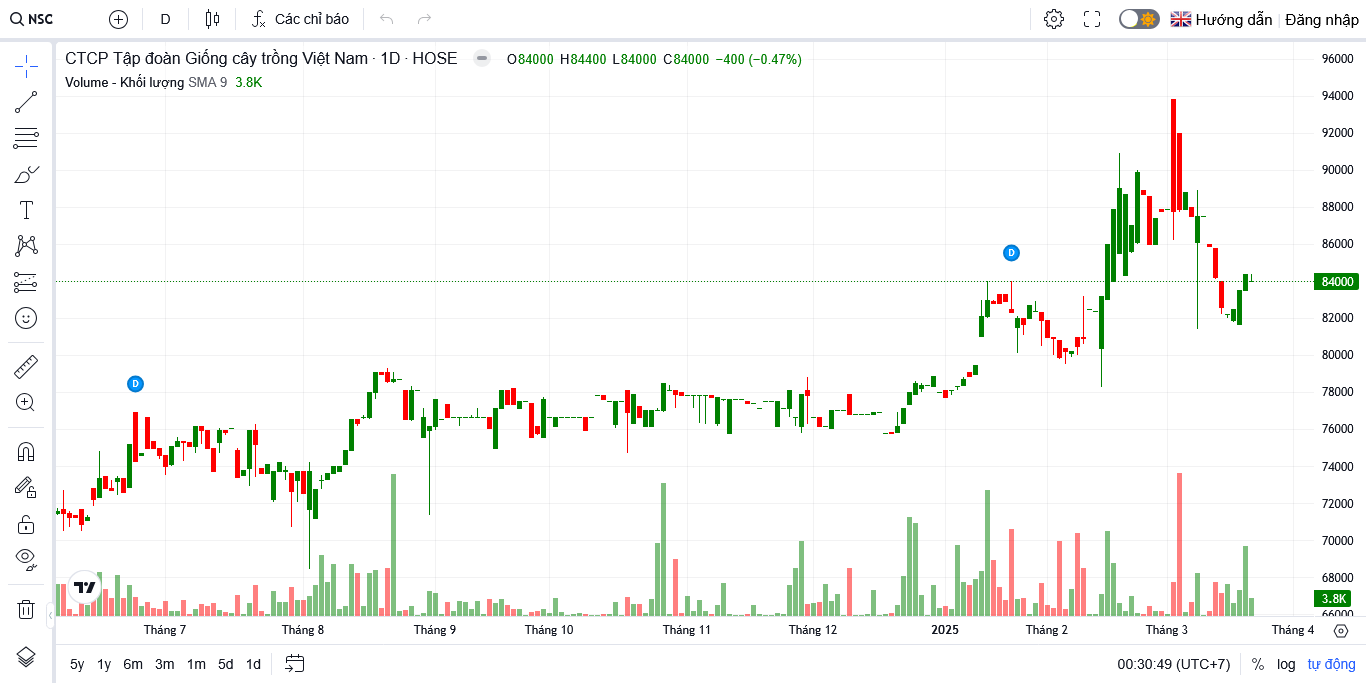 NSC D Các chỉ báo Hướng dẫn Đăng nhập
CTCP Tập đoàn Giống cây trồng Việt Nam · 1D · HOSE O84000 H84400 L84000 C84000 −400 (−0.47%)
Volume - Khối lượng SMA 9 3.8K
96000
94000
92000
90000
88000
86000
84000
82000
80000
78000
76000
74000
72000
70000
68000
3.8K
66000
D
D
Tháng 7 Tháng 8 Tháng 9 Tháng 10 Tháng 11 Tháng 12 2025 Tháng 2 Tháng 3 Tháng 4
5y 1y 6m 3m 1m 5d 1d 00:30:49 (UTC+7) % log tự động